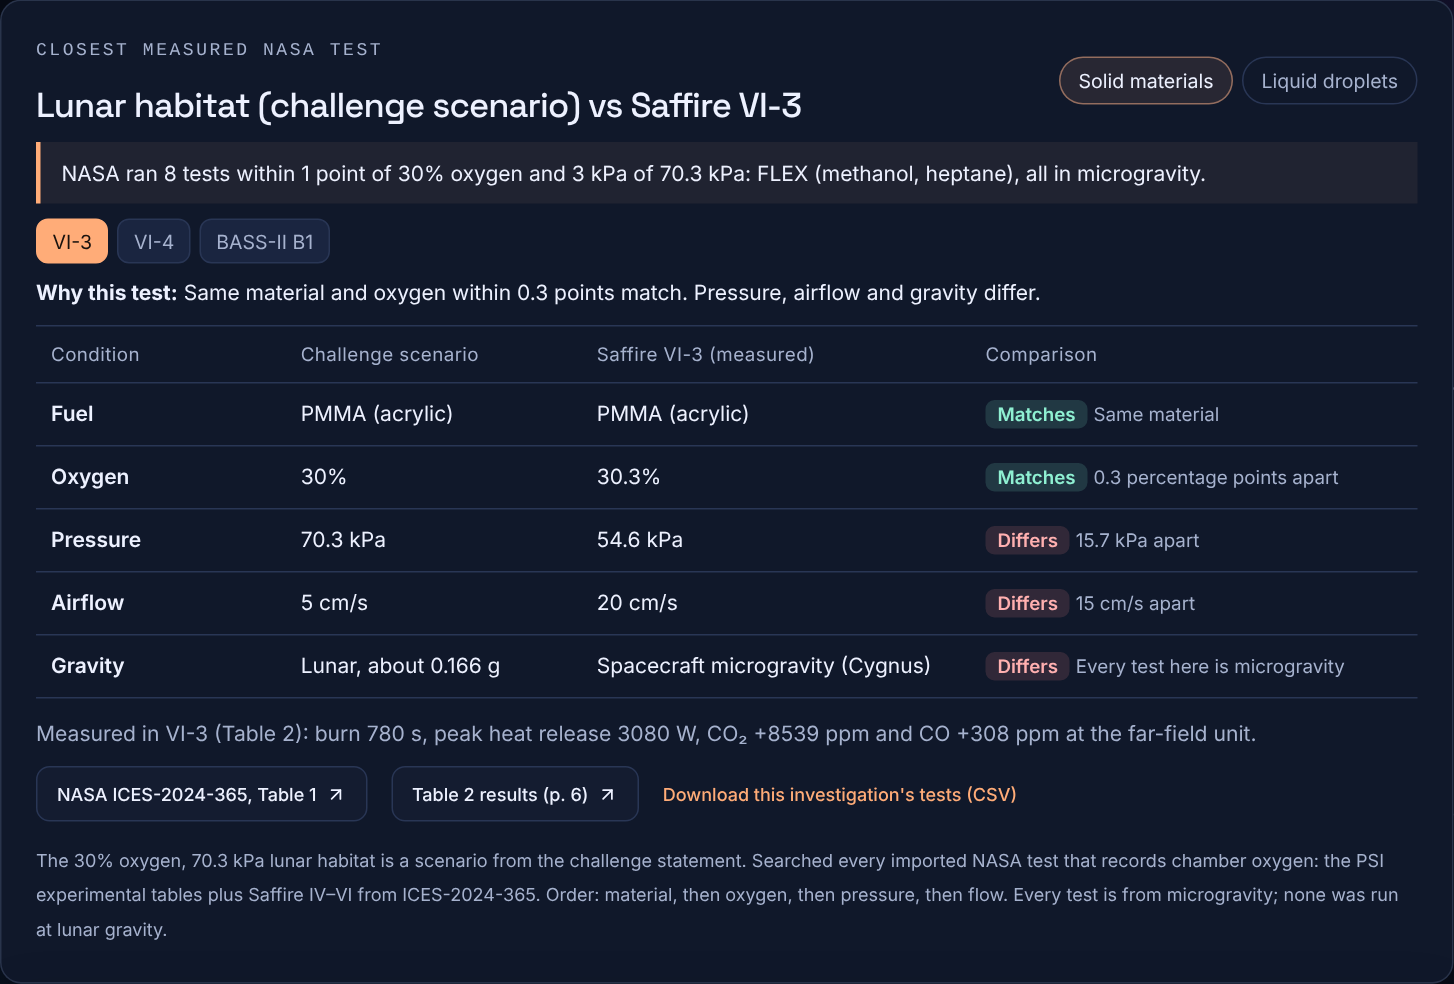 CLOSEST MEASURED NASA TEST
Lunar habitat (challenge scenario) vs Saffire VI-3
Solid materials
Liquid droplets
NASA ran 8 tests within 1 point of 30% oxygen and 3 kPa of 70.3 kPa: FLEX (methanol, heptane), all in microgravity.
VI-3
VI-4
BASS-II B1
Why this test: Same material and oxygen within 0.3 points match. Pressure, airflow and gravity differ.
Condition Challenge scenario Saffire VI-3 (measured) Comparison
Fuel PMMA (acrylic) PMMA (acrylic) Matches Same material
Oxygen 30% 30.3% Matches 0.3 percentage points apart
Pressure 70.3 kPa 54.6 kPa Differs 15.7 kPa apart
Airflow 5 cm/s 20 cm/s Differs 15 cm/s apart
Gravity Lunar, about 0.166 g Spacecraft microgravity (Cygnus) Differs Every test here is microgravity
Measured in VI-3 (Table 2): burn 780 s, peak heat release 3080 W, CO₂ +8539 ppm and CO +308 ppm at the far-field unit.
NASA ICES-2024-365, Table 1 ↗
Table 2 results (p. 6) ↗
Download this investigation's tests (CSV)
The 30% oxygen, 70.3 kPa lunar habitat is a scenario from the challenge statement. Searched every imported NASA test that records chamber oxygen: the PSI
experimental tables plus Saffire IV–VI from ICES-2024-365. Order: material, then oxygen, then pressure, then flow. Every test is from microgravity; none was run
at lunar gravity.